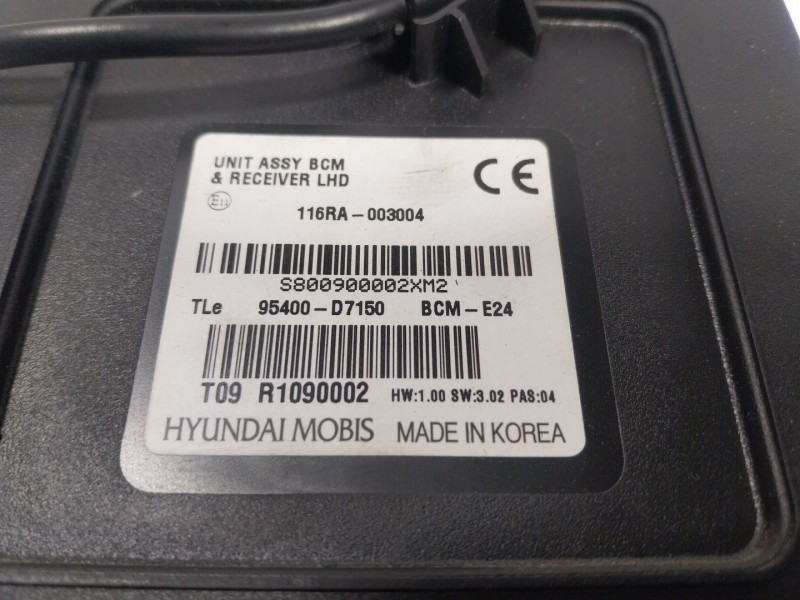 UNIT ASSY BCM
& RECEIVER LHD
CE
E11
116RA-003004
S800900002XM2
TLe 95400-D7150 BCM-E24
T09 R1090002 HW:1.00 SW:3.02 PAS:04
HYUNDAI MOBIS MADE IN KOREA